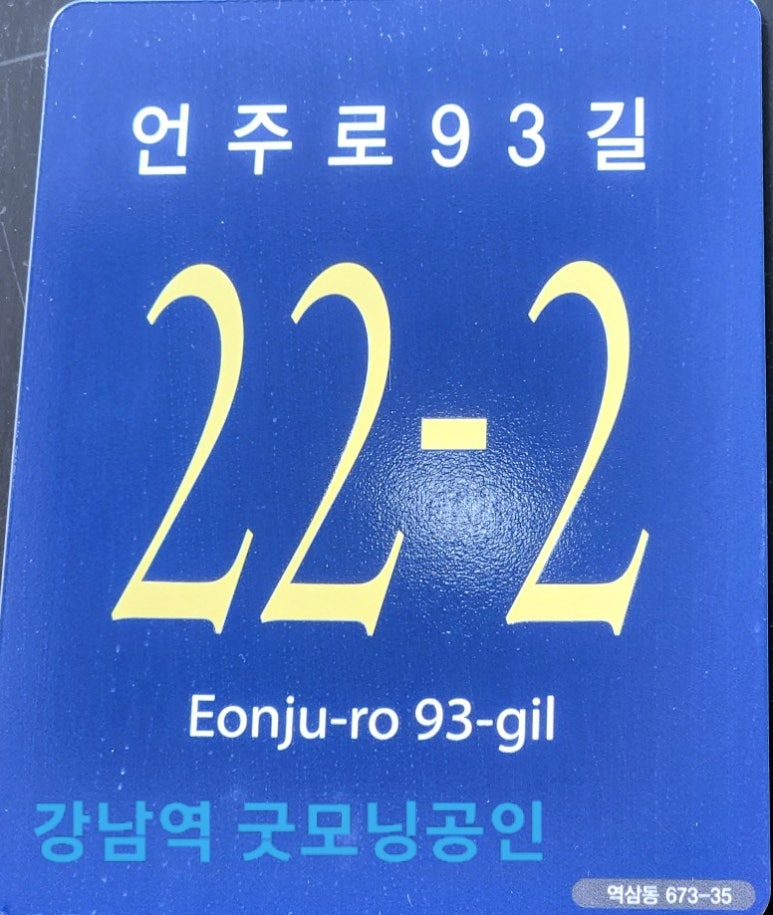 언주로93길
22-2
Eonju-ro 93-gil
강남역 굿모닝공인
역삼동 673-35